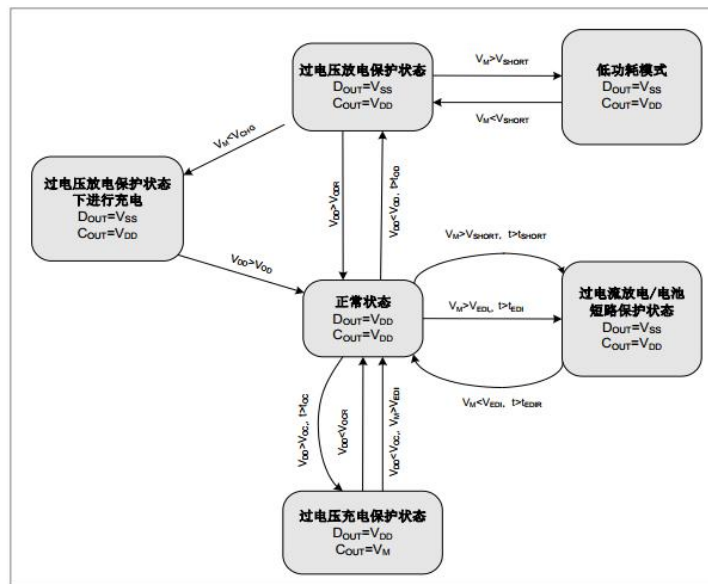 过电压放电保护状态
DOUT=VSS
COUT=VDD
VM>VSHORT
VM<VSHORT
低功耗模式
DOUT=VSS
COUT=VDD
VM<VCHG
过电压放电保护状态
下进行充电
DOUT=VSS
COUT=VDD
VDD>VODR
VDD<VOD, t>tOD
VDD>VOD
VM>VSHORT, t>tSHORT
正常状态
DOUT=VDD
COUT=VDD
VM>VEDI, t>tEDI
过电流放电/电池
短路保护状态
DOUT=VSS
COUT=VDD
VM<VEDI, t>tEDIR
VDD>VOC, t>tOC
VDD<VOCR
VDD<VOC, VM>VEDI
过电压充电保护状态
DOUT=VDD
COUT=VM